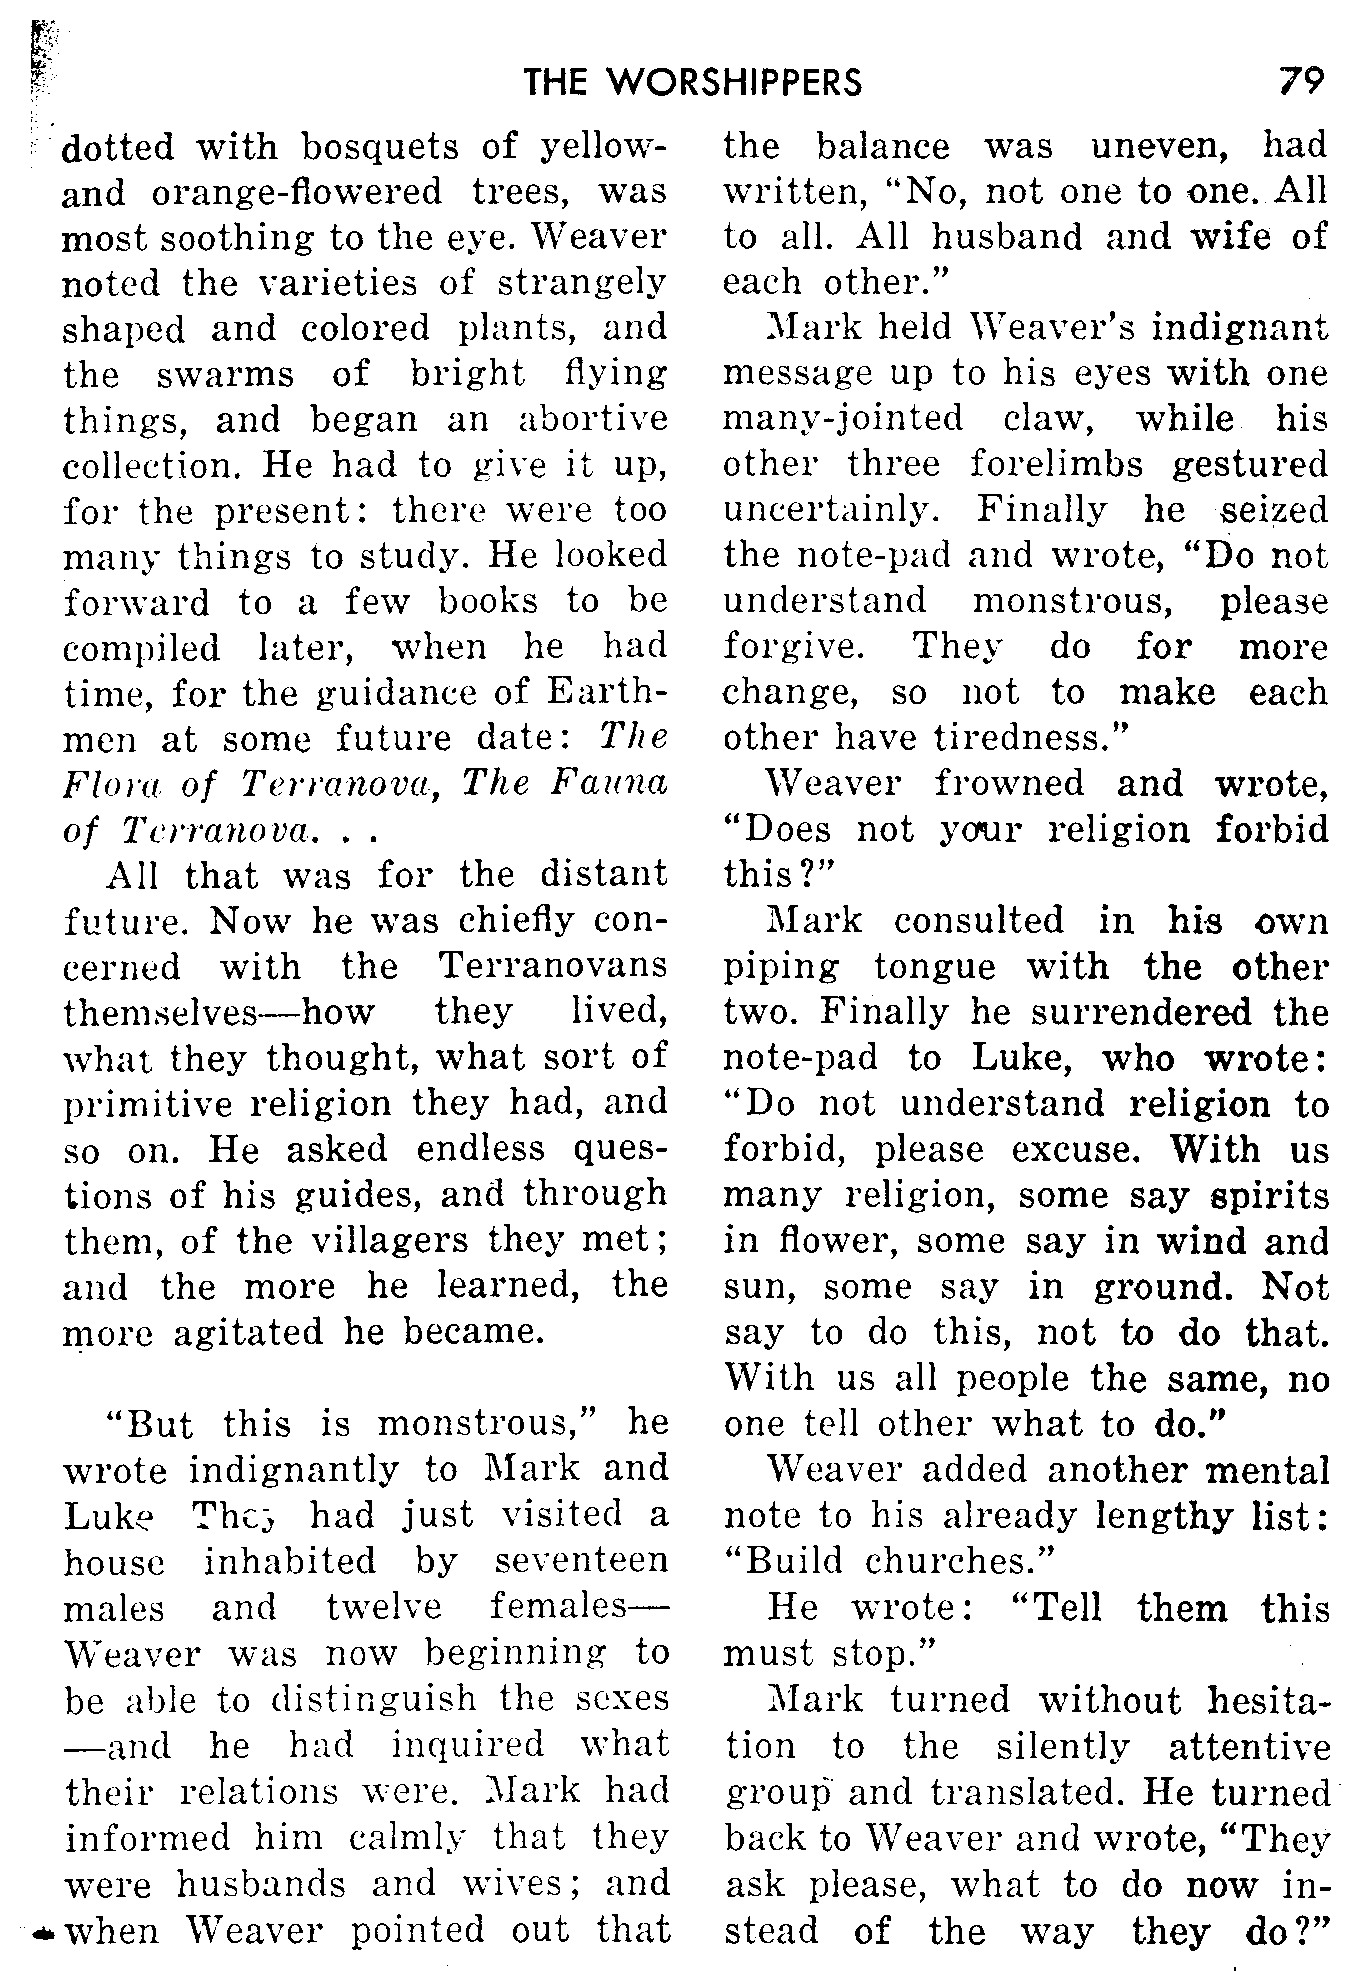 THE WORSHIPPERS 79
dotted with bosquets of yellow-
and orange-flowered trees, was
most soothing to the eye. Weaver
noted the varieties of strangely
shaped and colored plants, and
the swarms of bright flying
things, and began an abortive
collection. He had to give it up,
for the present: there were too
many things to study. He looked
forward to a few books to be
compiled later, when he had
time, for the guidance of Earth-
men at some future date: The
Flora of Terranova, The Fauna
of Terranova. . .
All that was for the distant
future. Now he was chiefly con-
cerned with the Terranovans
themselves—how they lived,
what they thought, what sort of
primitive religion they had, and
so on. He asked endless ques-
tions of his guides, and through
them, of the villagers they met;
and the more he learned, the
more agitated he became.
"But this is monstrous," he
wrote indignantly to Mark and
Luke They had just visited a
house inhabited by seventeen
males and twelve females—
Weaver was now beginning to
be able to distinguish the sexes
—and he had inquired what
their relations were. Mark had
informed him calmly that they
were husbands and wives; and
when Weaver pointed out that
the balance was uneven, had
written, "No, not one to one. All
to all. All husband and wife of
each other."
Mark held Weaver's indignant
message up to his eyes with one
many-jointed claw, while his
other three forelimbs gestured
uncertainly. Finally he seized
the note-pad and wrote, "Do not
understand monstrous, please
forgive. They do for more
change, so not to make each
other have tiredness."
Weaver frowned and wrote,
"Does not your religion forbid
this?"
Mark consulted in his own
piping tongue with the other
two. Finally he surrendered the
note-pad to Luke, who wrote:
"Do not understand religion to
forbid, please excuse. With us
many religion, some say spirits
in flower, some say in wind and
sun, some say in ground. Not
say to do this, not to do that.
With us all people the same, no
one tell other what to do."
Weaver added another mental
note to his already lengthy list:
"Build churches."
He wrote: "Tell them this
must stop."
Mark turned without hesita-
tion to the silently attentive
group and translated. He turned
back to Weaver and wrote, "They
ask please, what to do now in-
stead of the way they do?"